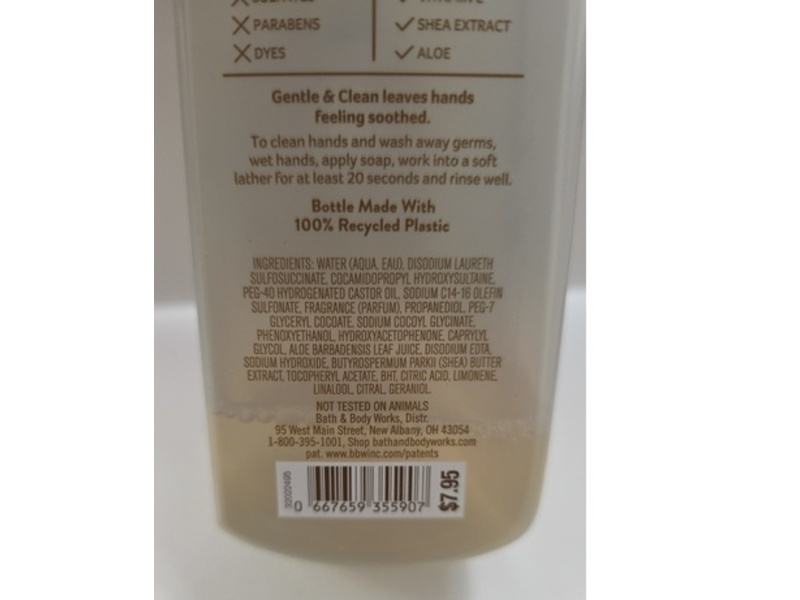 PARABENS
SHEA EXTRACT
DYES
ALOE
Gentle & Clean leaves hands
feeling soothed.
To clean hands and wash away germs,
wet hands, apply soap, work into a soft
lather for at least 20 seconds and rinse well.
Bottle Made With
100% Recycled Plastic
INGREDIENTS: WATER (AQUA, EAU), DISODIUM LAURETH
SULFOSUCCINATE, COCAMIDOPROPYL HYDROXYSULTAINE,
PEG-40 HYDROGENATED CASTOR OIL, SODIUM C14-16 OLEFIN
SULFONATE, FRAGRANCE (PARFUM), PROPANEDIOL, PEG-7
GLYCERYL COCOATE, SODIUM COCOYL GLYCINATE,
PHENOXYETHANOL, HYDROXYACETOPHENONE, CAPRYLYL
GLYCOL, ALOE BARBADENSIS LEAF JUICE, DISODIUM EDTA,
SODIUM HYDROXIDE, BUTYROSPERMUM PARKII (SHEA) BUTTER
EXTRACT, TOCOPHERYL ACETATE, BHT, CITRIC ACID, LIMONENE,
LINALOOL, CITRAL, GERANIOL.
NOT TESTED ON ANIMALS
Bath & Body Works, Distr.
95 West Main Street, New Albany, OH 43054
1-800-395-1001, Shop bathandbodyworks.com
pat. www.bbwinc.com/patents
0 667659 355907
$7.95